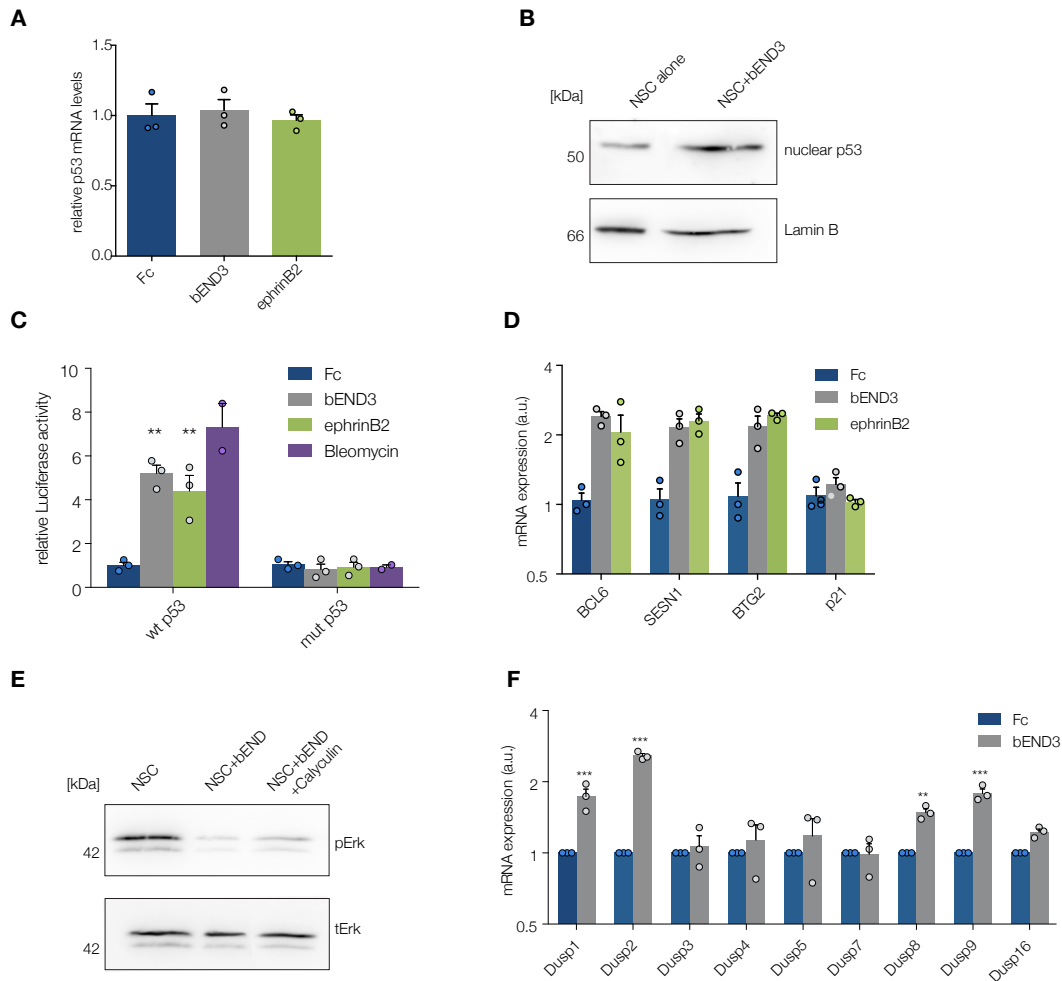 A
relative p53 mRNA levels
1.5
1.0
0.5
0.0
Fc
bEND3
ephrinB2
B
[kDa]
NSC alone
NSC+bEND3
50
nuclear p53
66
Lamin B
C
relative Luciferase activity
10
8
6
4
2
0
**
**
Fc
bEND3
ephrinB2
Bleomycin
wt p53
mut p53
D
mRNA expression (a.u.)
4
2
1
0.5
Fc
bEND3
ephrinB2
BCL6
SESN1
BTG2
p21
E
[kDa]
NSC
NSC+bEND
NSC+bEND
+Calyculin
42
pErk
42
tErk
F
mRNA expression (a.u.)
4
2
1
0.5
Fc
bEND3
***
***
**
***
Dusp1
Dusp2
Dusp3
Dusp4
Dusp5
Dusp7
Dusp8
Dusp9
Dusp16